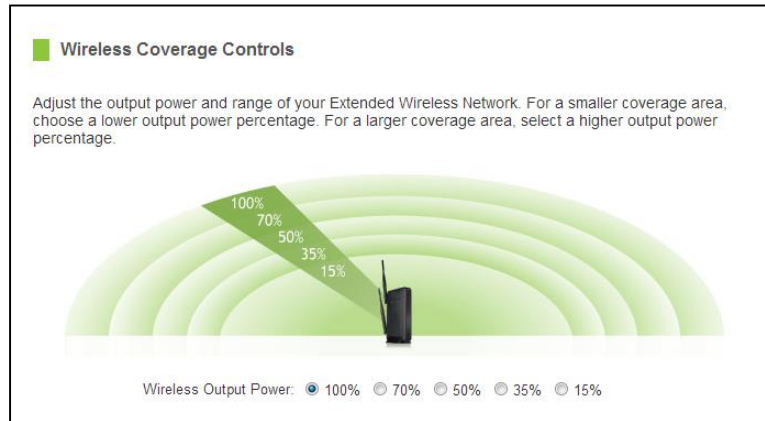 Wireless Coverage Controls
Adjust the output power and range of your Extended Wireless Network. For a smaller coverage area,
choose a lower output power percentage. For a larger coverage area, select a higher output power
percentage.
100%
70%
50%
35%
15%
Wireless Output Power: 100% 70% 50% 35% 15%